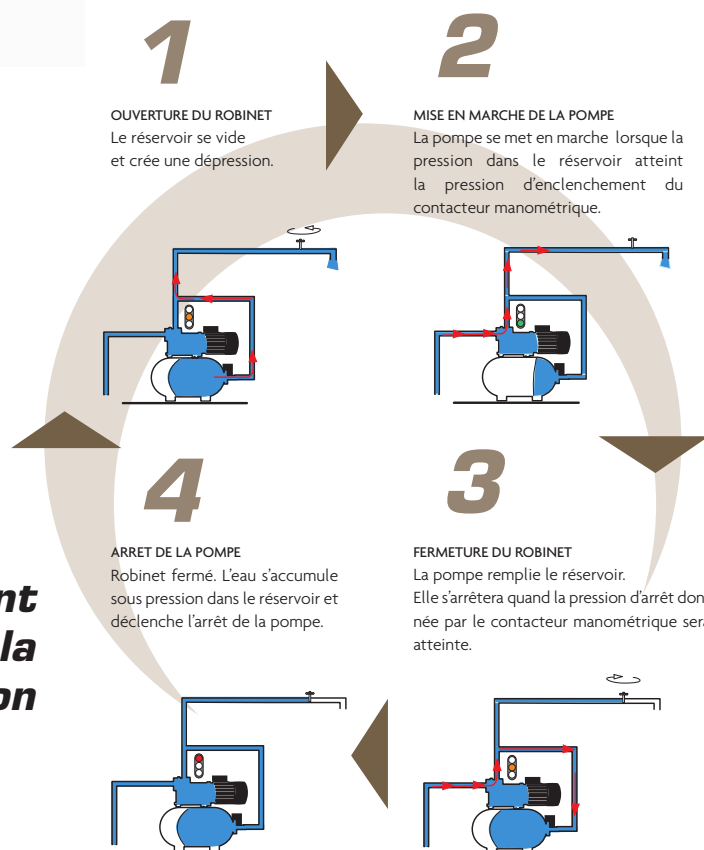 1
OUVERTURE DU ROBINET
Le réservoir se vide
et crée une dépression.
2
MISE EN MARCHE DE LA POMPE
La pompe se met en marche lorsque la
pression dans le réservoir atteint
la pression d'enclenchement du
contacteur manométrique.
3
FERMETURE DU ROBINET
La pompe remplie le réservoir.
Elle s'arrêtera quand la pression d'arrêt don
née par le contacteur manométrique sera
atteinte.
4
ARRET DE LA POMPE
Robinet fermé. L'eau s'accumule
sous pression dans le réservoir et
déclenche l'arrêt de la pompe.
nt
la
on